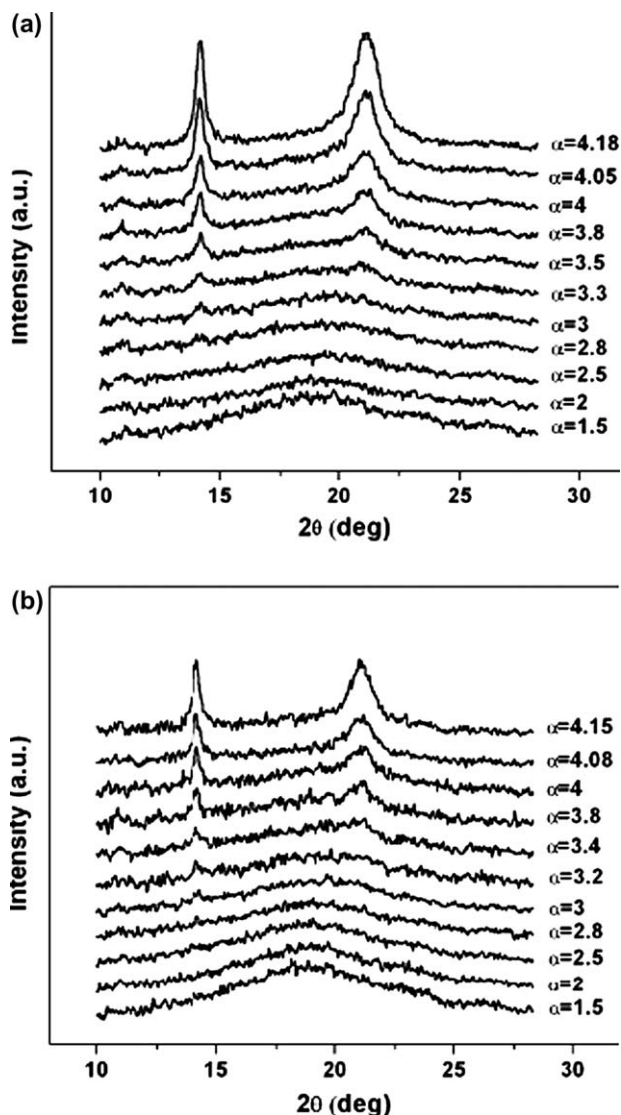 (a)
Intensity (a.u.)
α=4.18
α=4.05
α=4
α=3.8
α=3.5
α=3.3
α=3
α=2.8
α=2.5
α=2
α=1.5
10 15 20 25 30
2θ (deg)
(b)
Intensity (a.u.)
α=4.15
α=4.08
α=4
α=3.8
α=3.4
α=3.2
α=3
α=2.8
α=2.5
α=2
α=1.5
10 15 20 25 30
2θ (deg)